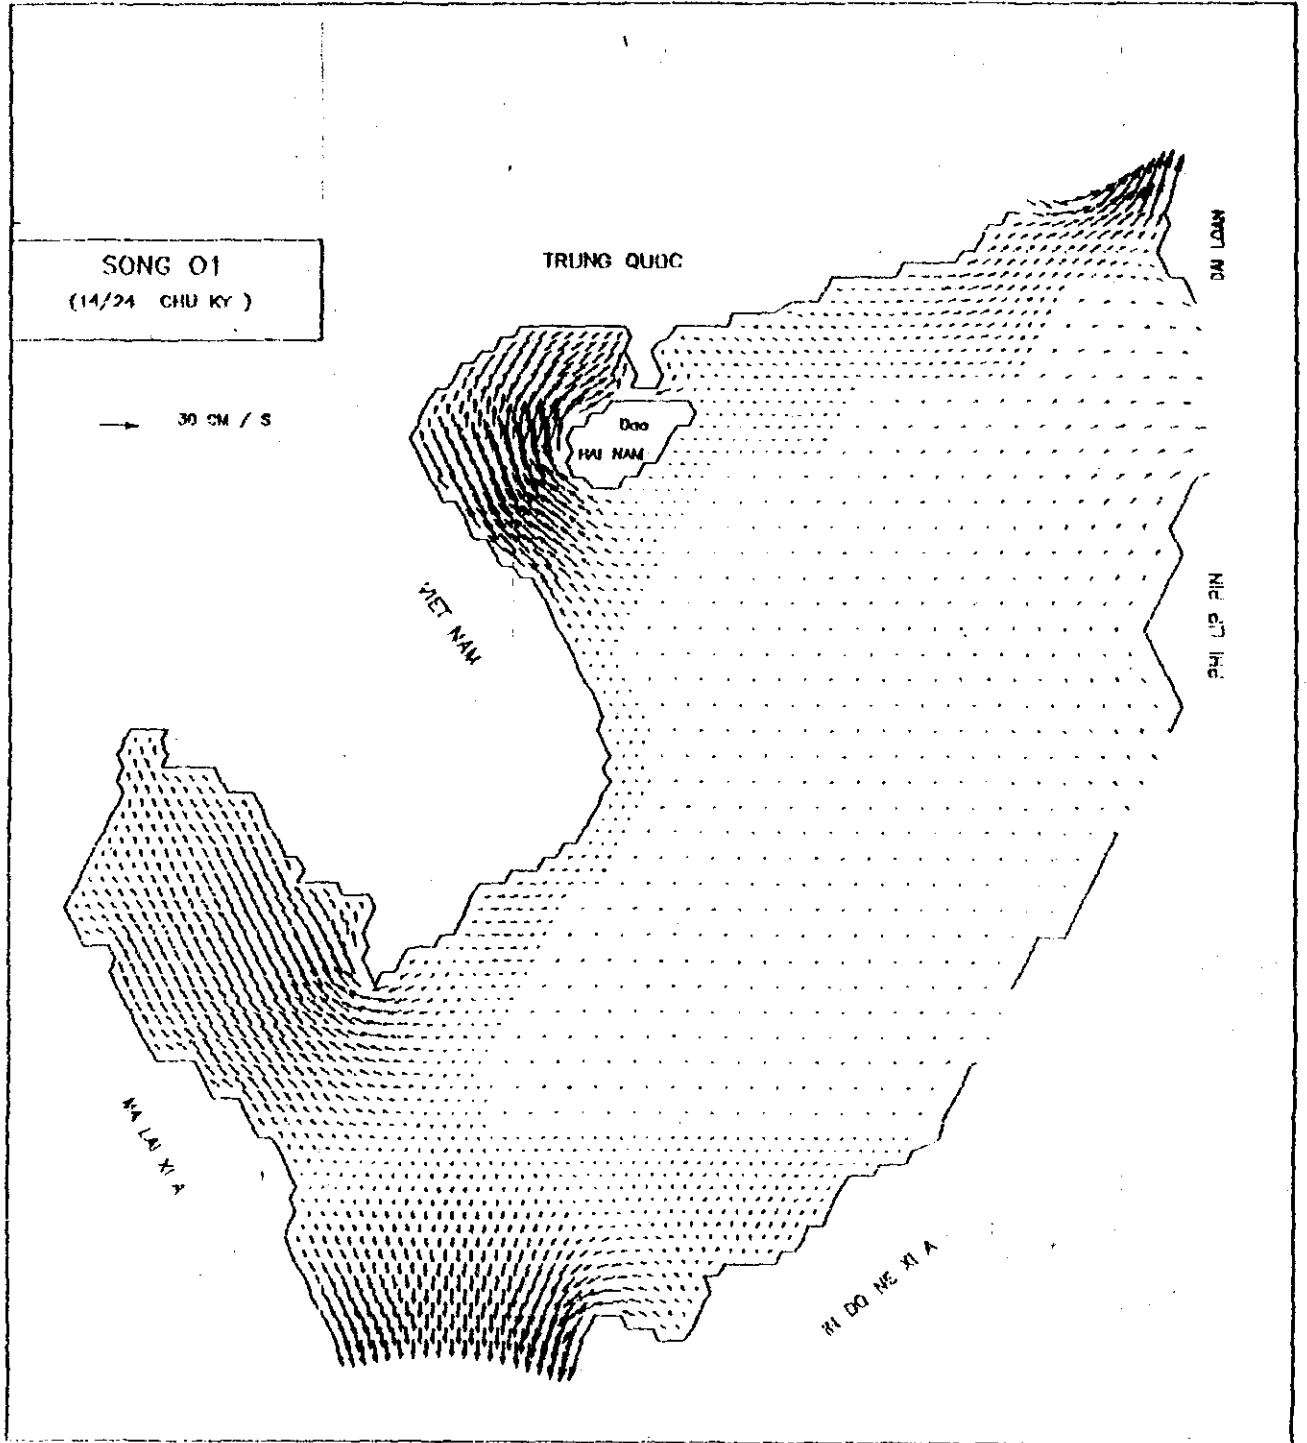 SONG O1
(14/24 CHU KY )
30 CM / S
TRUNG QUOC
DAI LOAN
Dao
HAI NAM
VIET NAM
PHI LIP PIN
MA LAI XI A
IN DO NE XI A